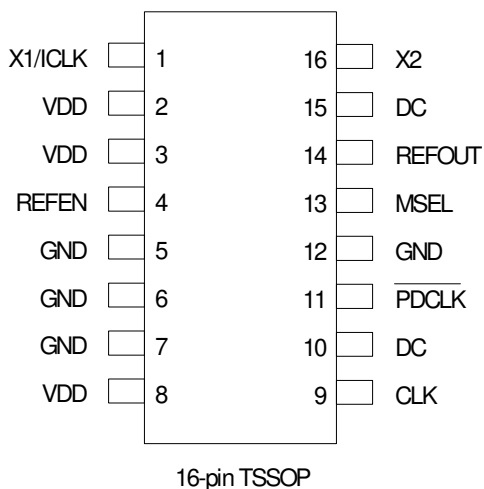 X1/ICLK 1 16 X2
VDD 2 15 DC
VDD 3 14 REFOUT
REFEN 4 13 MSEL
GND 5 12 GND
GND 6 11 PDCLK
GND 7 10 DC
VDD 8 9 CLK
16-pin TSSOP